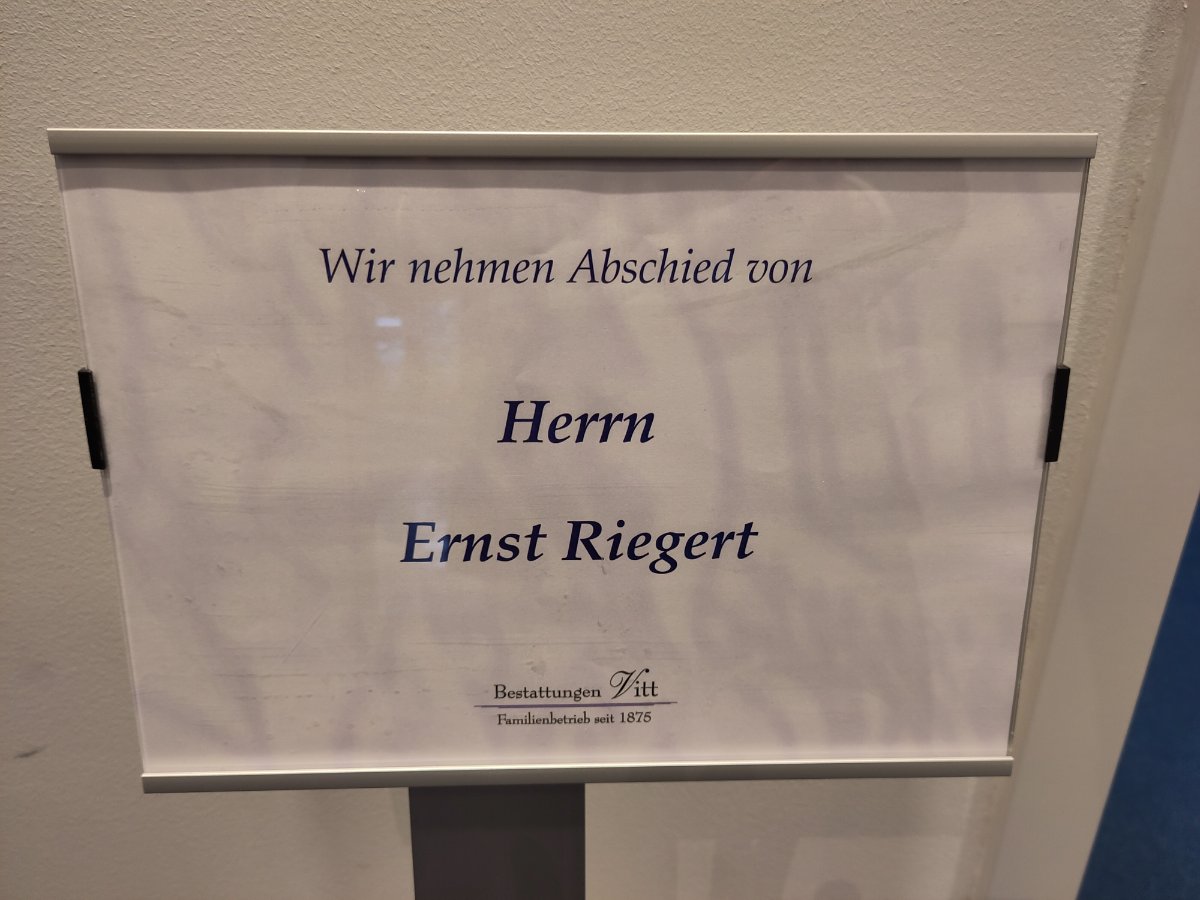 Wir nehmen Abschied von
Herrn
Ernst Riegert
Bestattungen Vitt
Familienbetrieb seit 1875